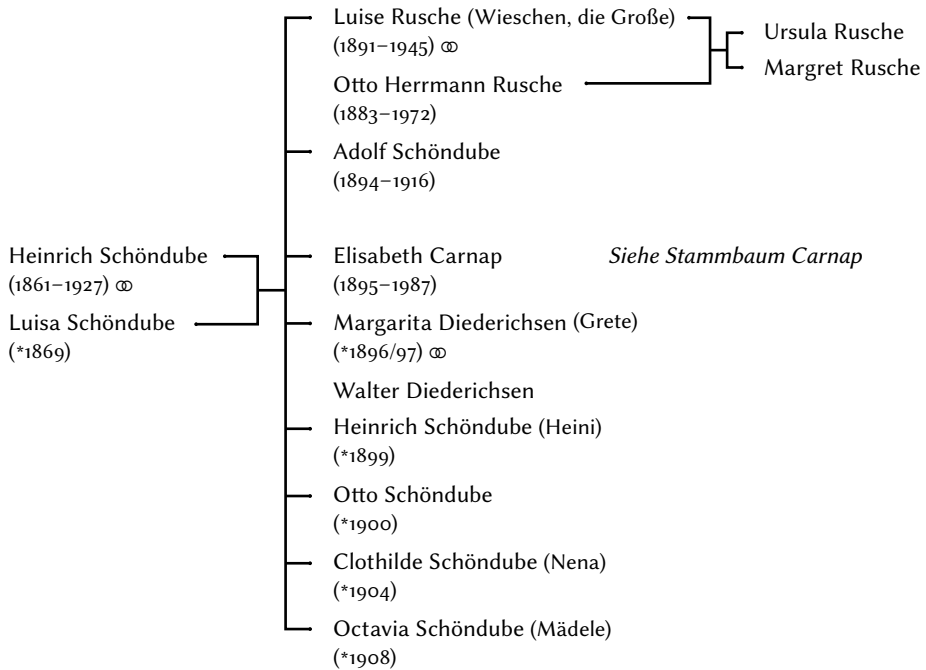 Luise Rusche (Wieschen, die Große)
(1891–1945) ⚭
Otto Herrmann Rusche
(1883–1972)
Ursula Rusche
Margret Rusche
Adolf Schöndube
(1894–1916)
Heinrich Schöndube
(1861–1927) ⚭
Luisa Schöndube
(*1869)
Elisabeth Carnap
(1895–1987)
Siehe Stammbaum Carnap
Margarita Diederichsen (Grete)
(*1896/97) ⚭
Walter Diederichsen
Heinrich Schöndube (Heini)
(*1899)
Otto Schöndube
(*1900)
Clothilde Schöndube (Nena)
(*1904)
Octavia Schöndube (Mädele)
(*1908)